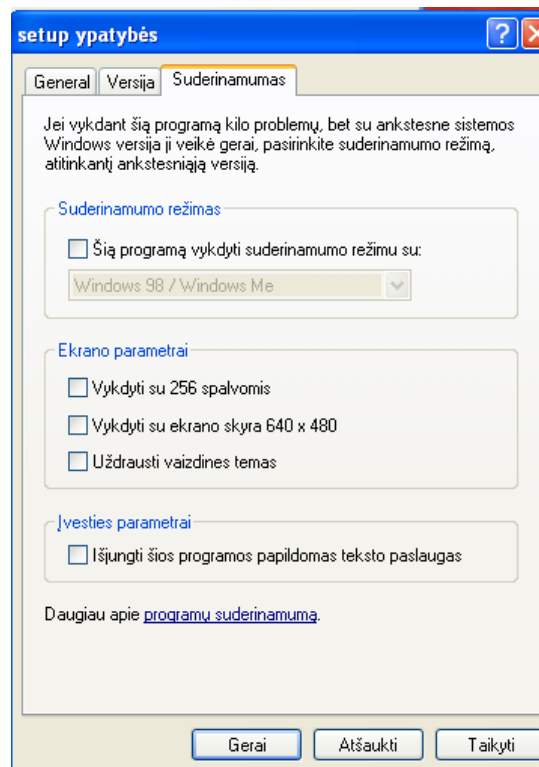 setup ypatybės
General
Versija
Suderinamumas
Jei vykdant šią programą kilo problemų, bet su ankstesne sistemos
Windows versija ji veikė gerai, pasirinkite suderinamumo režimą,
atitinkantį ankstesniąją versiją.
Suderinamumo režimas
Šią programą vykdyti suderinamumo režimu su:
Windows 98 / Windows Me
Ekrano parametrai
Vykdyti su 256 spalvomis
Vykdyti su ekrano skyra 640 x 480
Uždrausti vaizdines temas
Įvesties parametrai
Išjungti šios programos papildomas teksto paslaugas
Daugiau apie programų suderinamumą.
Gerai
Atšaukti
Taikyti